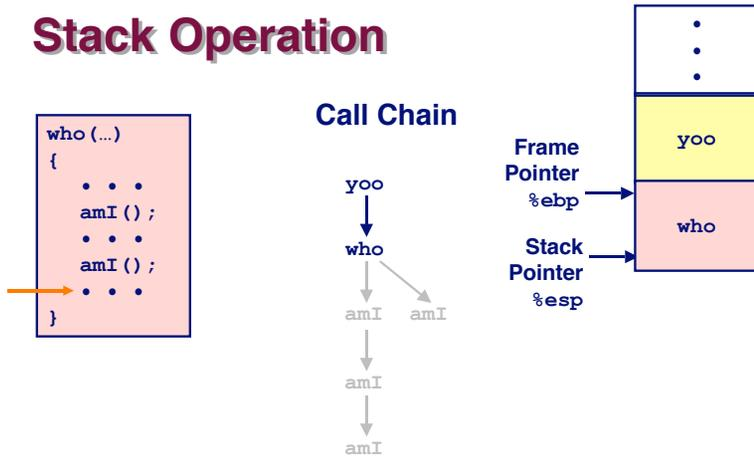 Stack Operation
who(…)
{
• • •
amI();
• • •
amI();
• • •
}
Call Chain
yoo
who
amI amI
amI
amI
Frame
Pointer
%ebp
Stack
Pointer
%esp
•
•
•
yoo
who